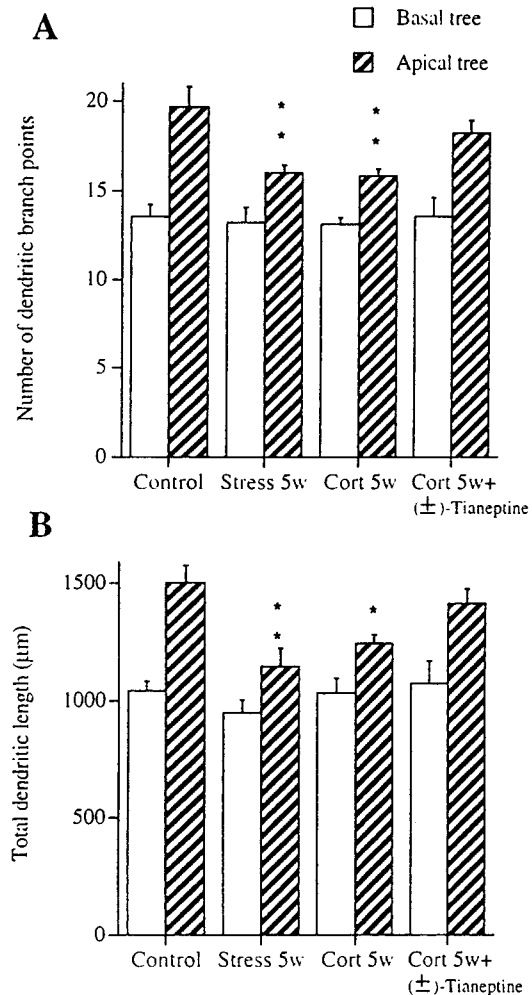 A
Basal tree
Apical tree
Number of dendritic branch points
20
15
10
5
0
* *
* *
Control Stress 5w Cort 5w Cort 5w+
(±)-Tianeptine
B
Total dendritic length (μm)
1500
1000
500
0
* *
*
Control Stress 5w Cort 5w Cort 5w+
(±)-Tianeptine